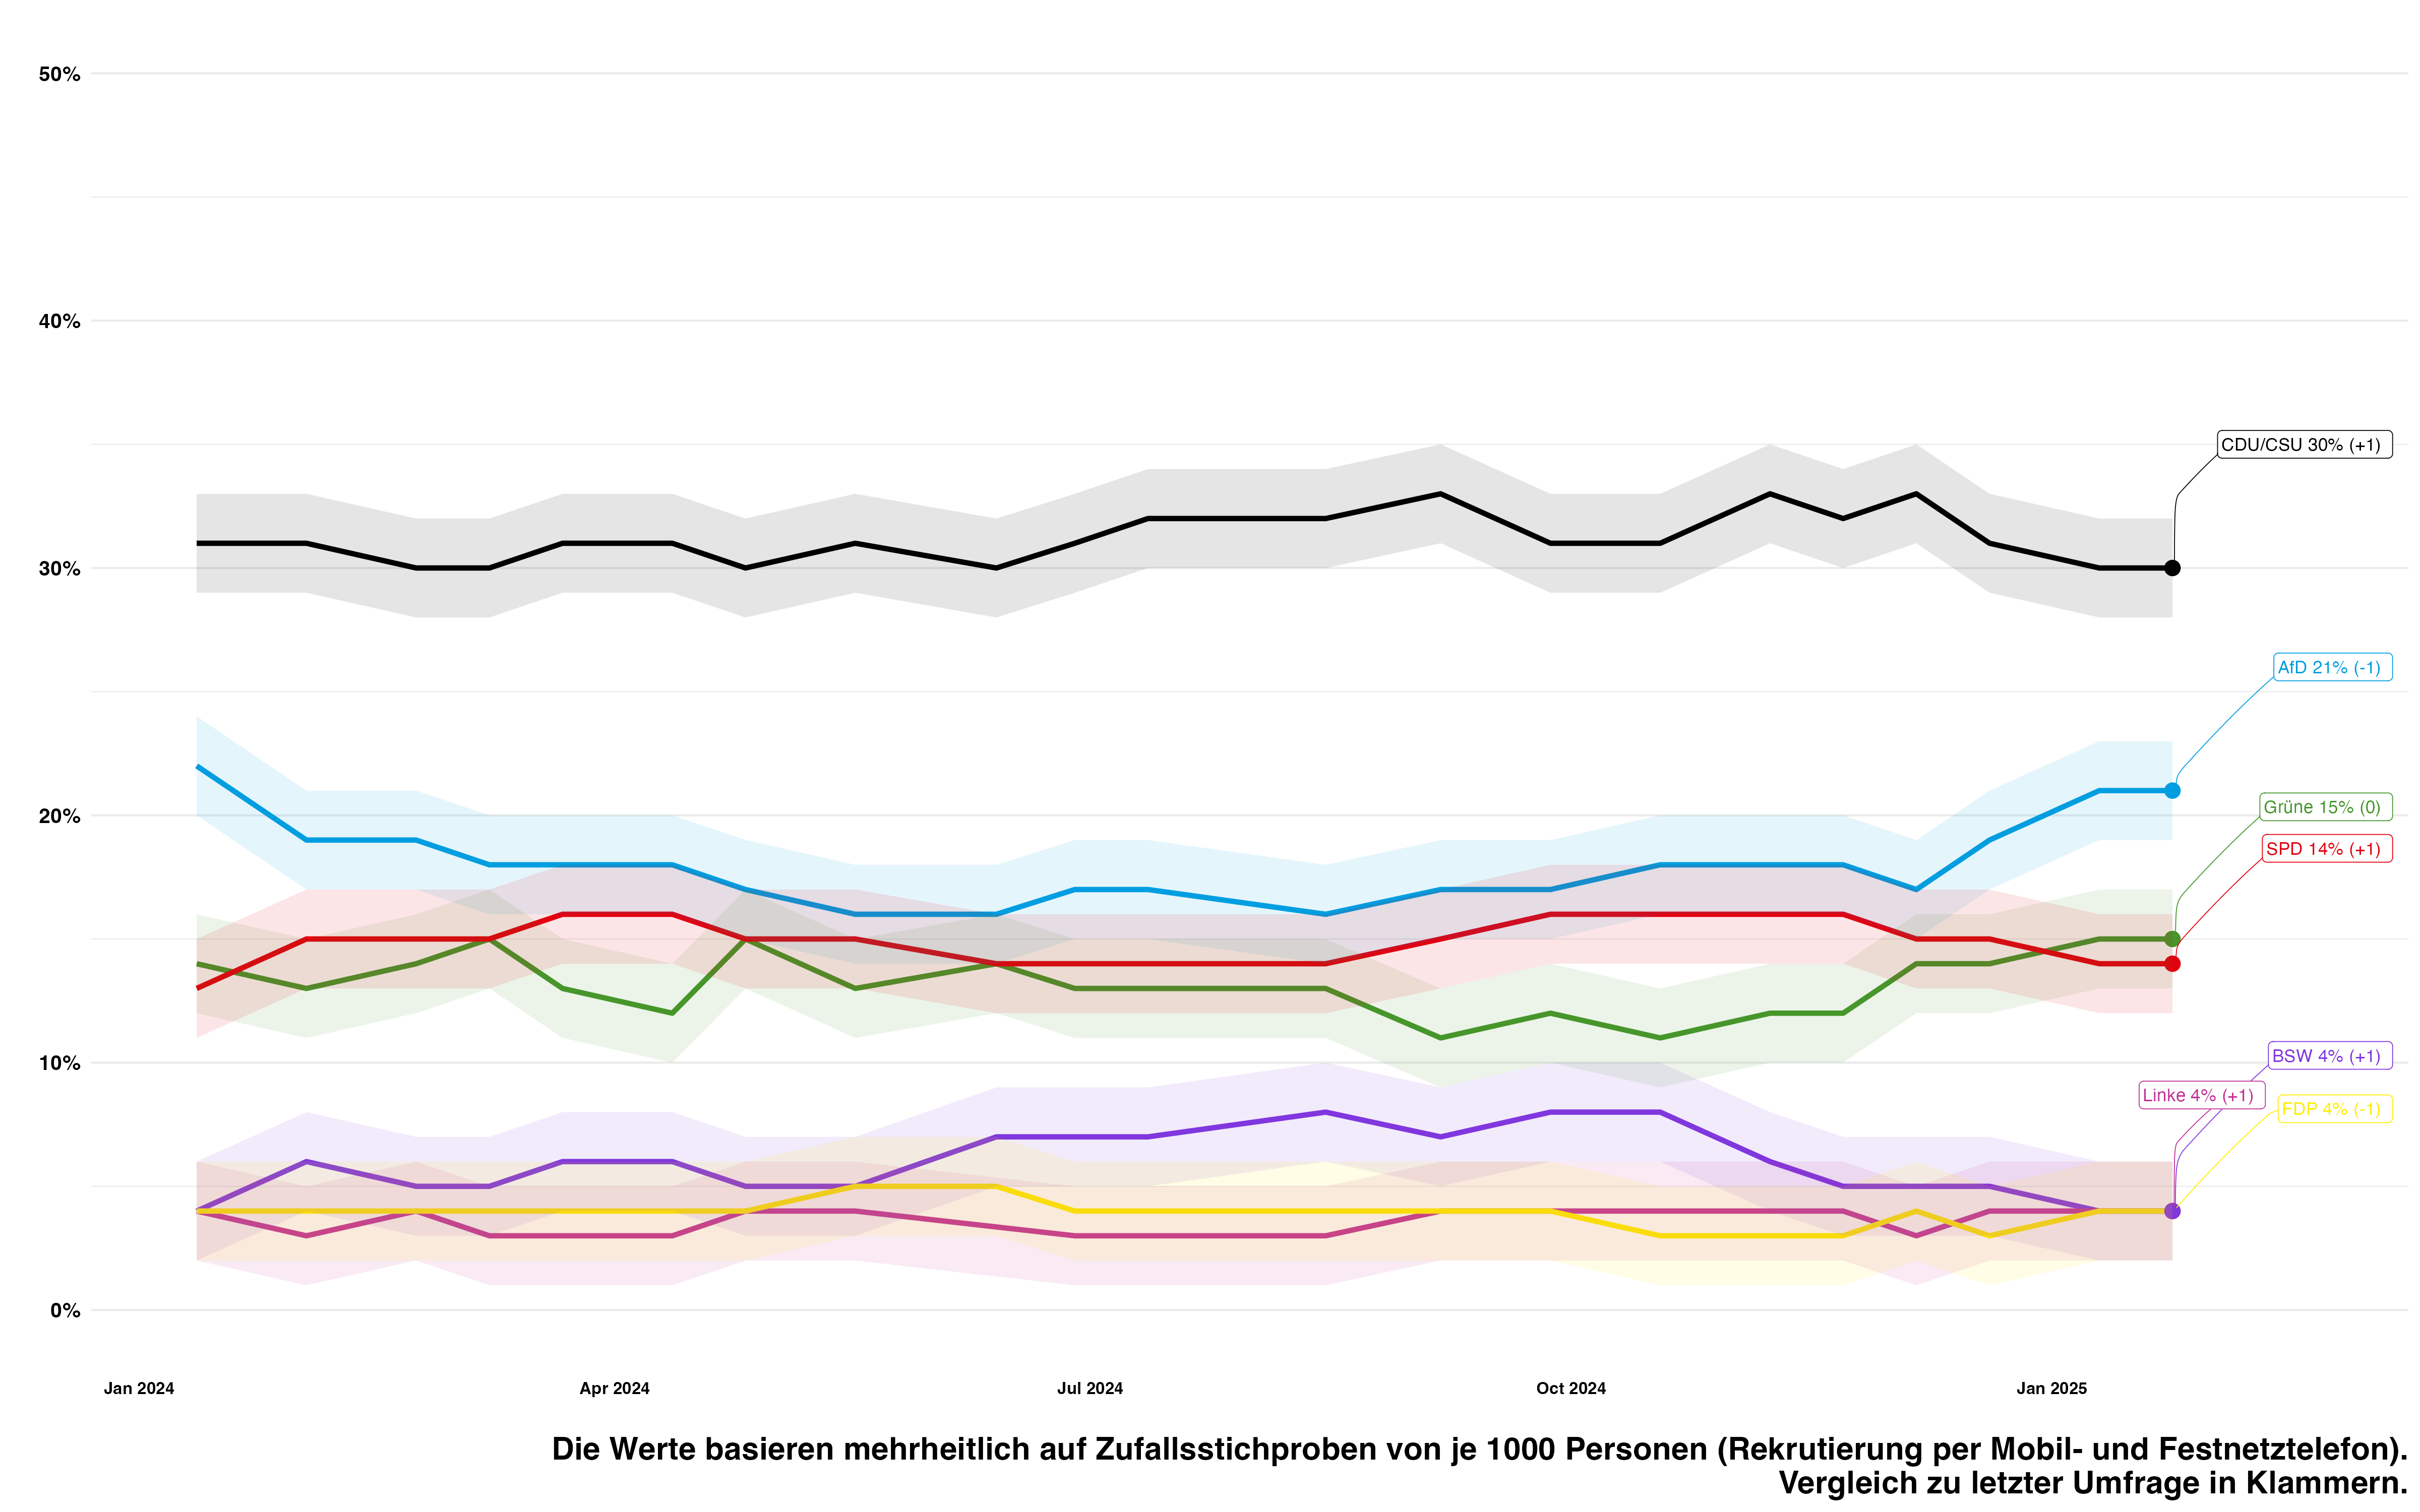 50%
40%
30%
20%
10%
0%
CDU/CSU 30% (+1)
AfD 21% (-1)
Grüne 15% (0)
SPD 14% (+1)
BSW 4% (+1)
Linke 4% (+1)
FDP 4% (-1)
Jan 2024
Apr 2024
Jul 2024
Oct 2024
Jan 2025
Die Werte basieren mehrheitlich auf Zufallsstichproben von je 1000 Personen (Rekrutierung per Mobil- und Festnetztelefon).
Vergleich zu letzter Umfrage in Klammern.